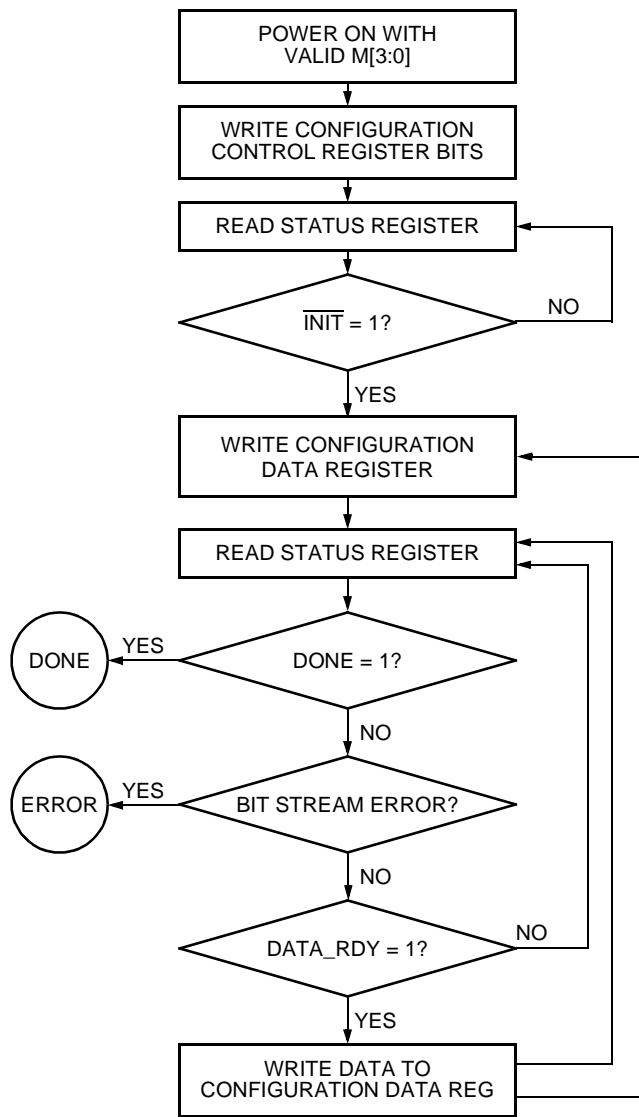 POWER ON WITH
VALID M[3:0]
WRITE CONFIGURATION
CONTROL REGISTER BITS
READ STATUS REGISTER
INIT = 1?
NO
YES
WRITE CONFIGURATION
DATA REGISTER
READ STATUS REGISTER
DONE
YES
DONE = 1?
NO
ERROR
YES
BIT STREAM ERROR?
NO
DATA_RDY = 1?
NO
YES
WRITE DATA TO
CONFIGURATION DATA REG